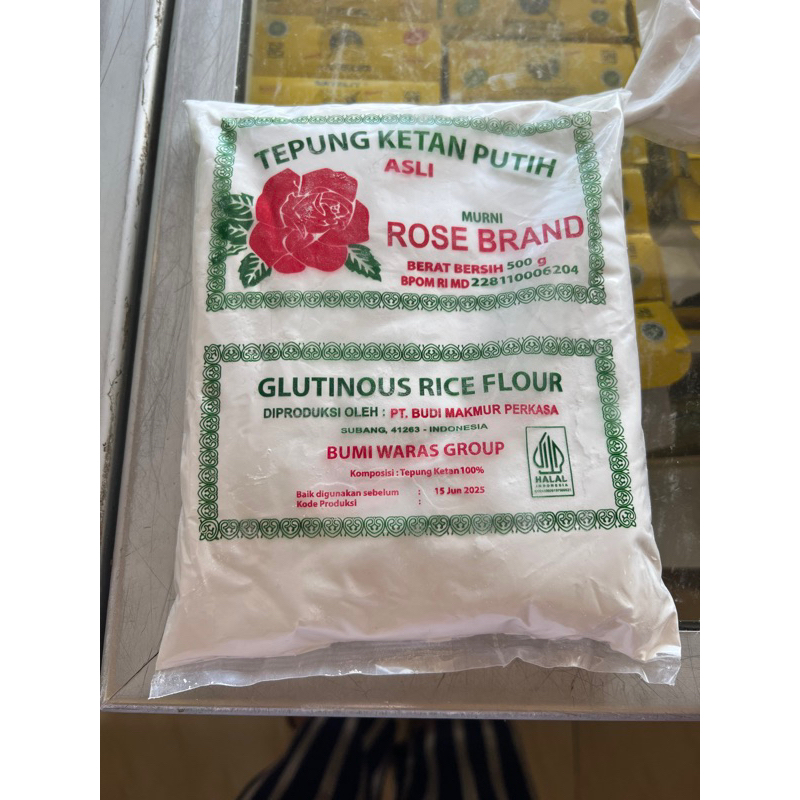 TEPUNG KETAN PUTIH
ASLI
MURNI
ROSE BRAND
BERAT BERSIH 500 g
BPOM RI MD 228110006204
GLUTINOUS RICE FLOUR
DIPRODUKSI OLEH : PT. BUDI MAKMUR PERKASA
SUBANG, 41263 - INDONESIA
BUMI WARAS GROUP
Komposisi : Tepung Ketan 100%
HALAL
INDONESIA
Baik digunakan sebelum : 15 Jun 2025
Kode Produksi :